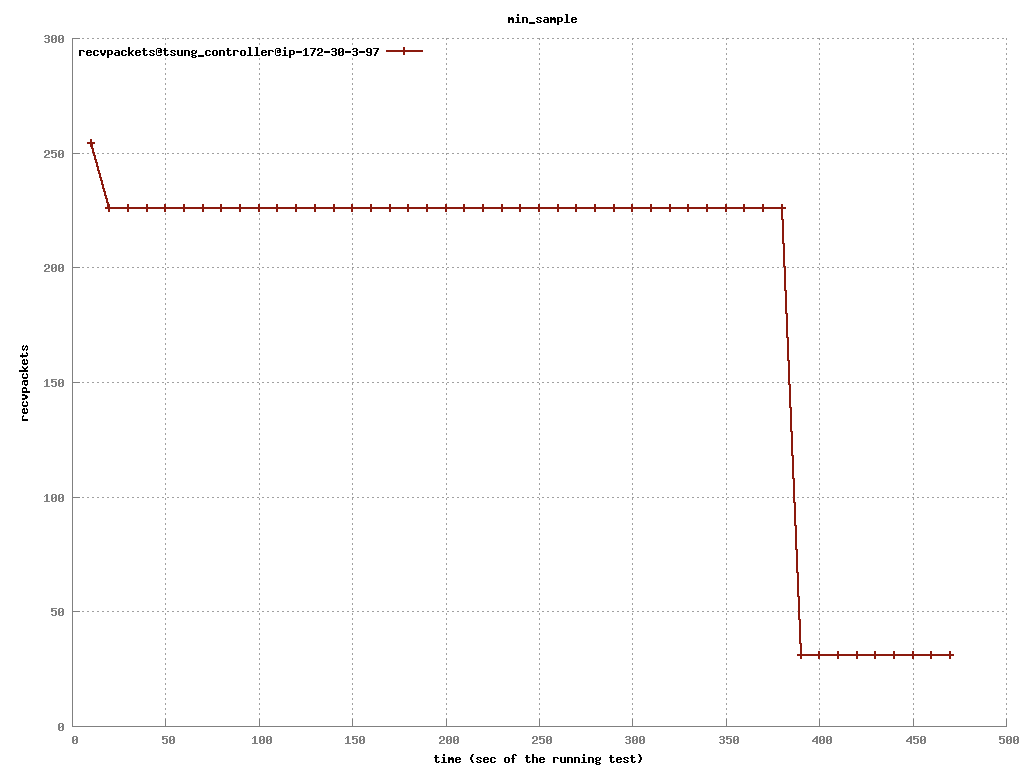 min_sample
300
recvpackets@tsung_controller@ip-172-30-3-97
250
200
150
100
50
0
recvpackets
0 50 100 150 200 250 300 350 400 450 500
time (sec of the running test)